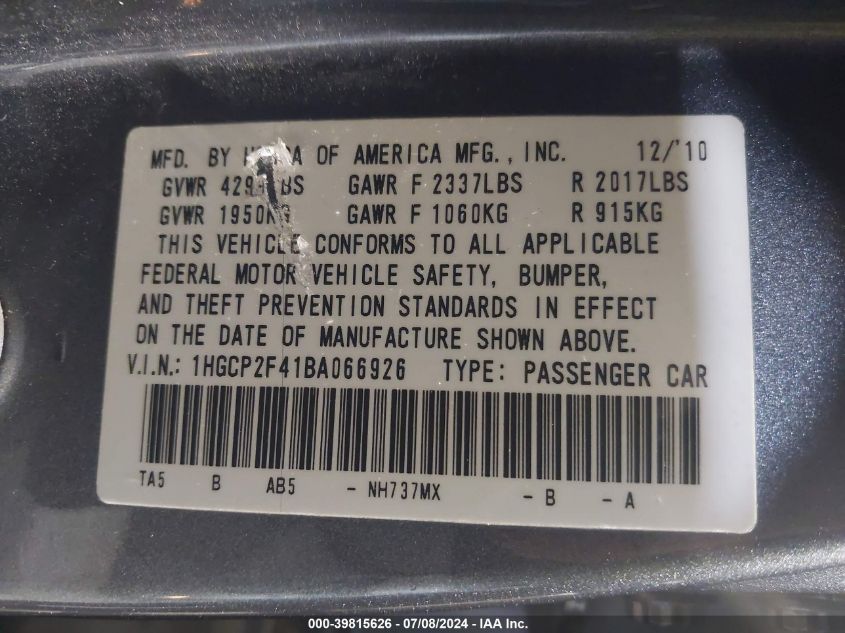 MFD. BY OF AMERICA MFG., INC. 12/'10
GVWR GAWR F 2337LBS R 2017LBS
GVWR 1950KG GAWR F 1060KG R 915KG
THIS VEHICLE CONFORMS TO ALL APPLICABLE
FEDERAL MOTOR VEHICLE SAFETY, BUMPER,
AND THEFT PREVENTION STANDARDS IN EFFECT
ON THE DATE OF MANUFACTURE SHOWN ABOVE.
V.I.N.: 1HGCP2F41BA066926 TYPE: PASSENGER CAR
TA5 B AB5 - NH737MX - B - A
000-39815626 - 07/08/2024 - IAA Inc.